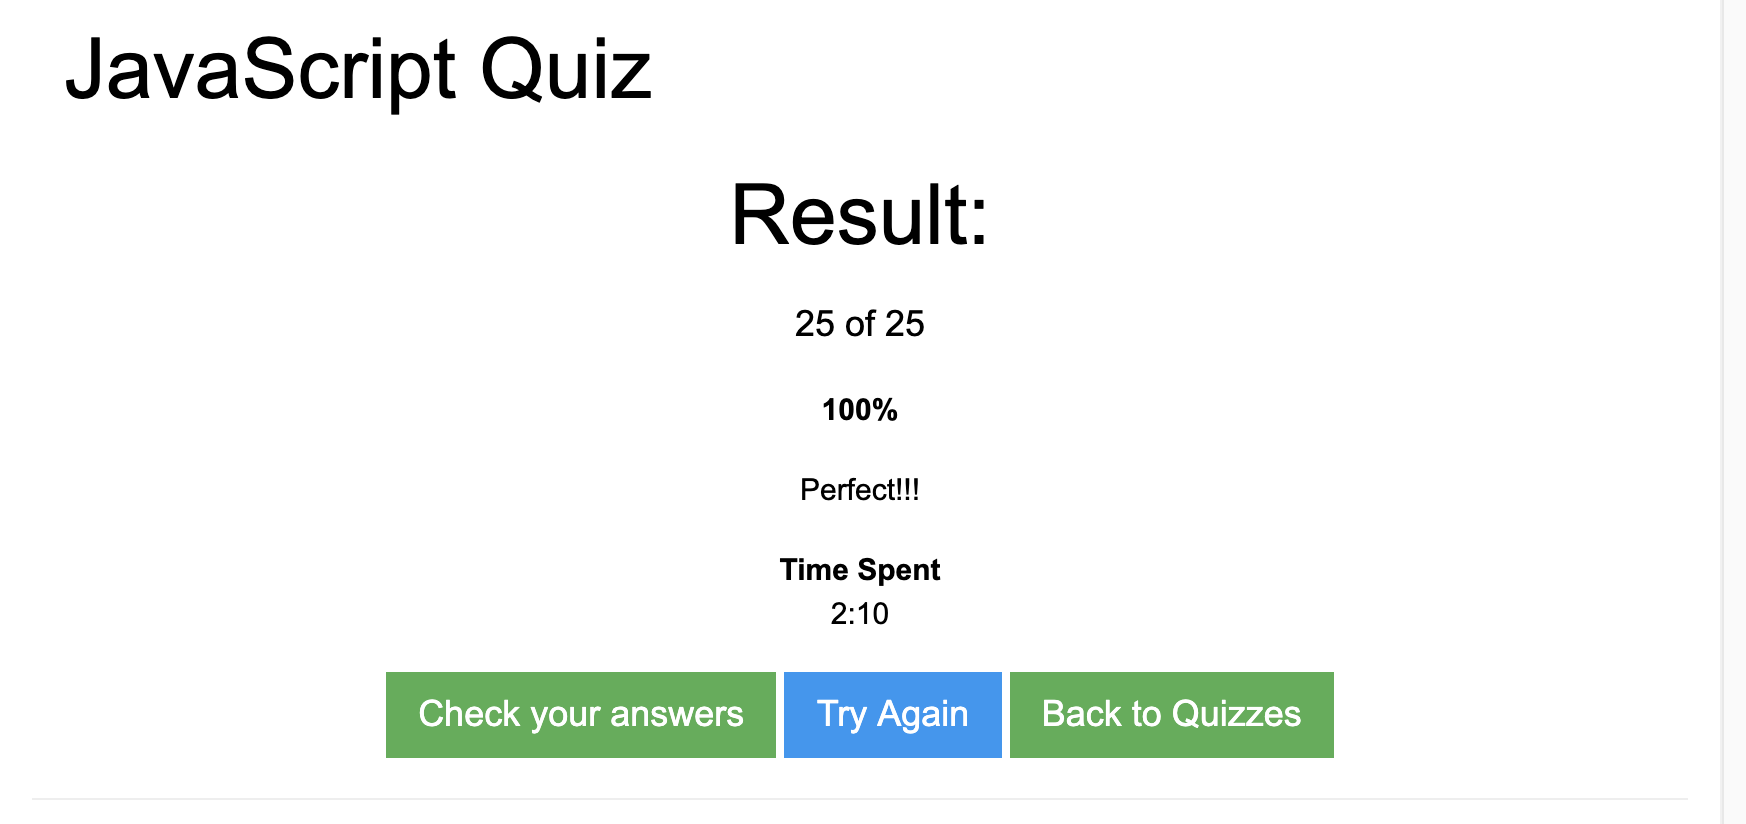 JavaScript Quiz
Result:
25 of 25
100%
Perfect!!!
Time Spent
2:10
Check your answers Try Again Back to Quizzes